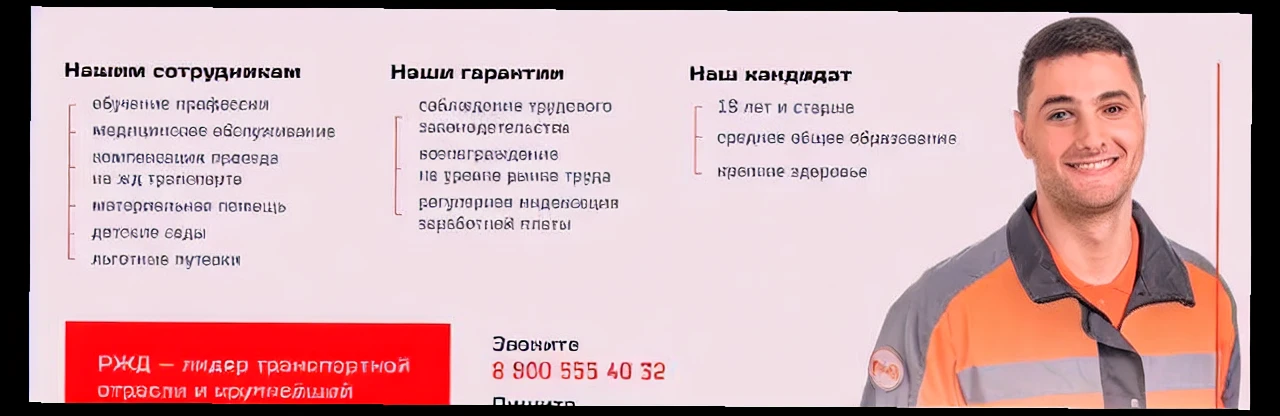 Нашим сотрудникам
обучение профессии
медицинское обслуживание
компенсация проезда
на жд транспорте
материальная помощь
детские сады
льготные путевки
Наши гарантии
соблюдение трудового
законодательства
вознаграждение
на уровне рынка труда
регулярная индексация
заработной платы
Наш кандидат
18 лет и старше
среднее общее образование
крепкое здоровье
РЖД – лидер транспортной
отрасли и крупнейший
Звоните
8 900 555 40 32
Пишите